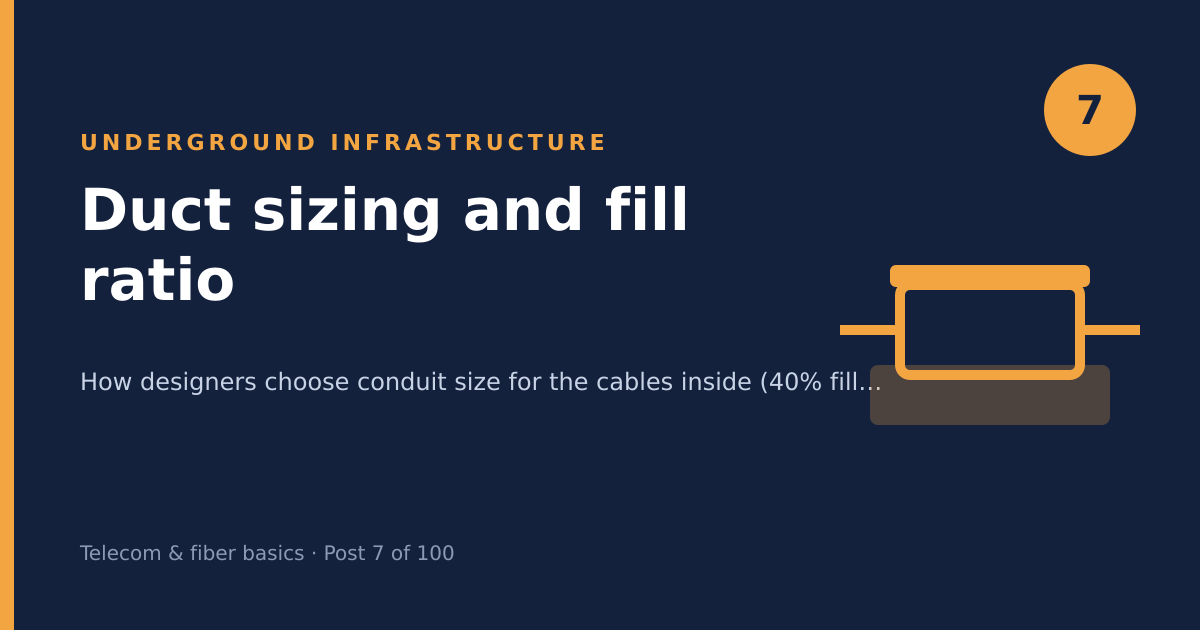 7
UNDERGROUND INFRASTRUCTURE
Duct sizing and fill
ratio
How designers choose conduit size for the cables inside (40% fill…
Telecom & fiber basics · Post 7 of 100